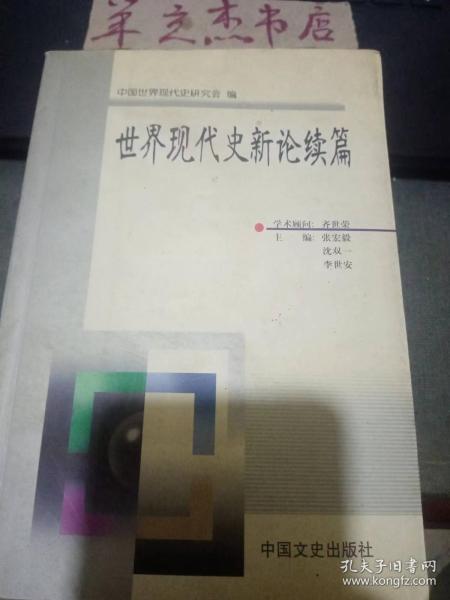 羊立杰书店
中国世界现代史研究会 编
世界现代史新论续篇
学术顾问：齐世荣
主 编：张宏毅
沈双一
李世安
中国文史出版社
孔夫子旧书网
www.kongfz.com